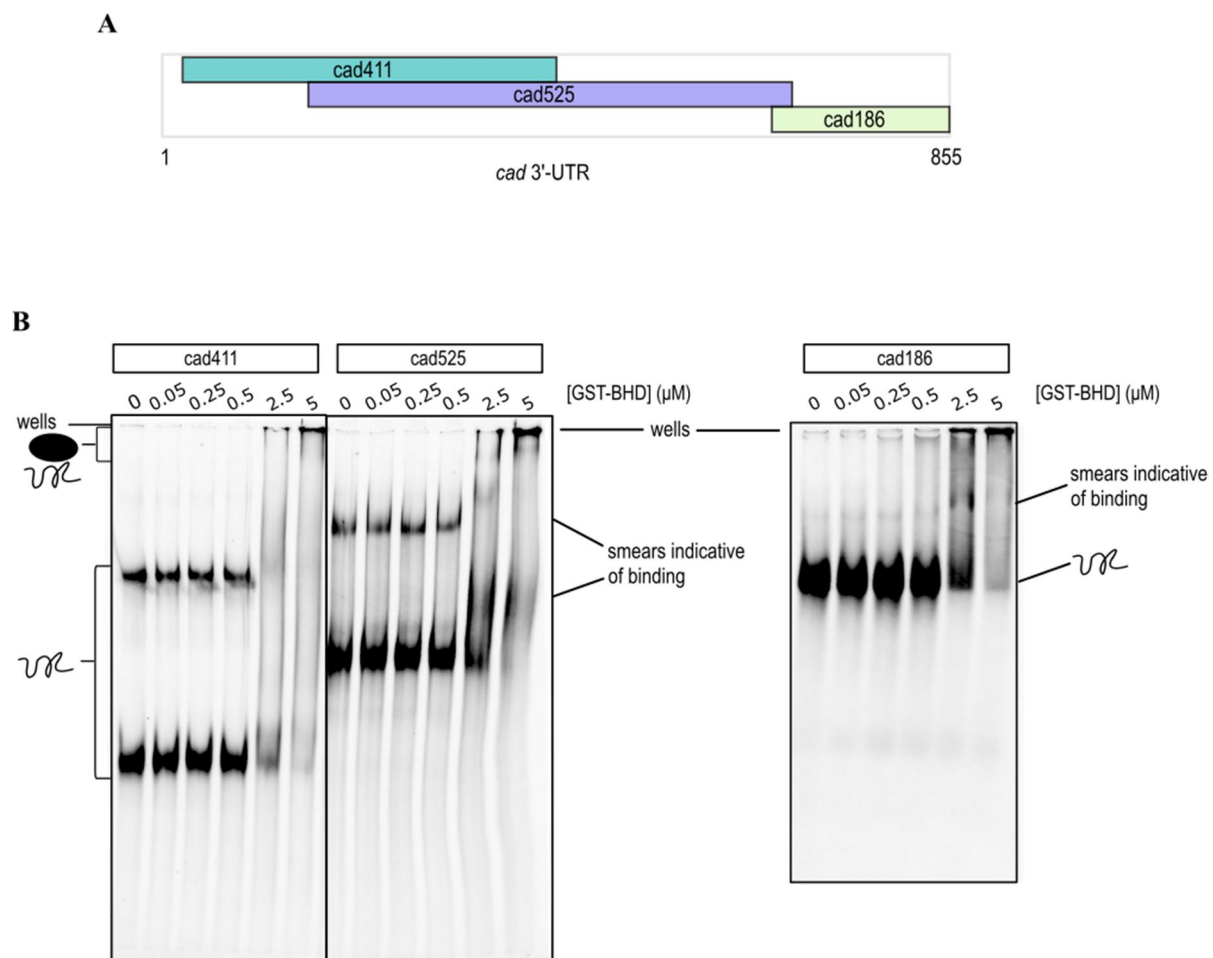 A
cad411
cad525
cad186
1
855
cad 3'-UTR
B
cad411
cad525
cad186
0 0.05 0.25 0.5 2.5 5
0 0.05 0.25 0.5 2.5 5
[GST-BHD] (µM)
0 0.05 0.25 0.5 2.5 5
[GST-BHD] (µM)
wells
wells
smears indicative
of binding
smears indicative
of binding